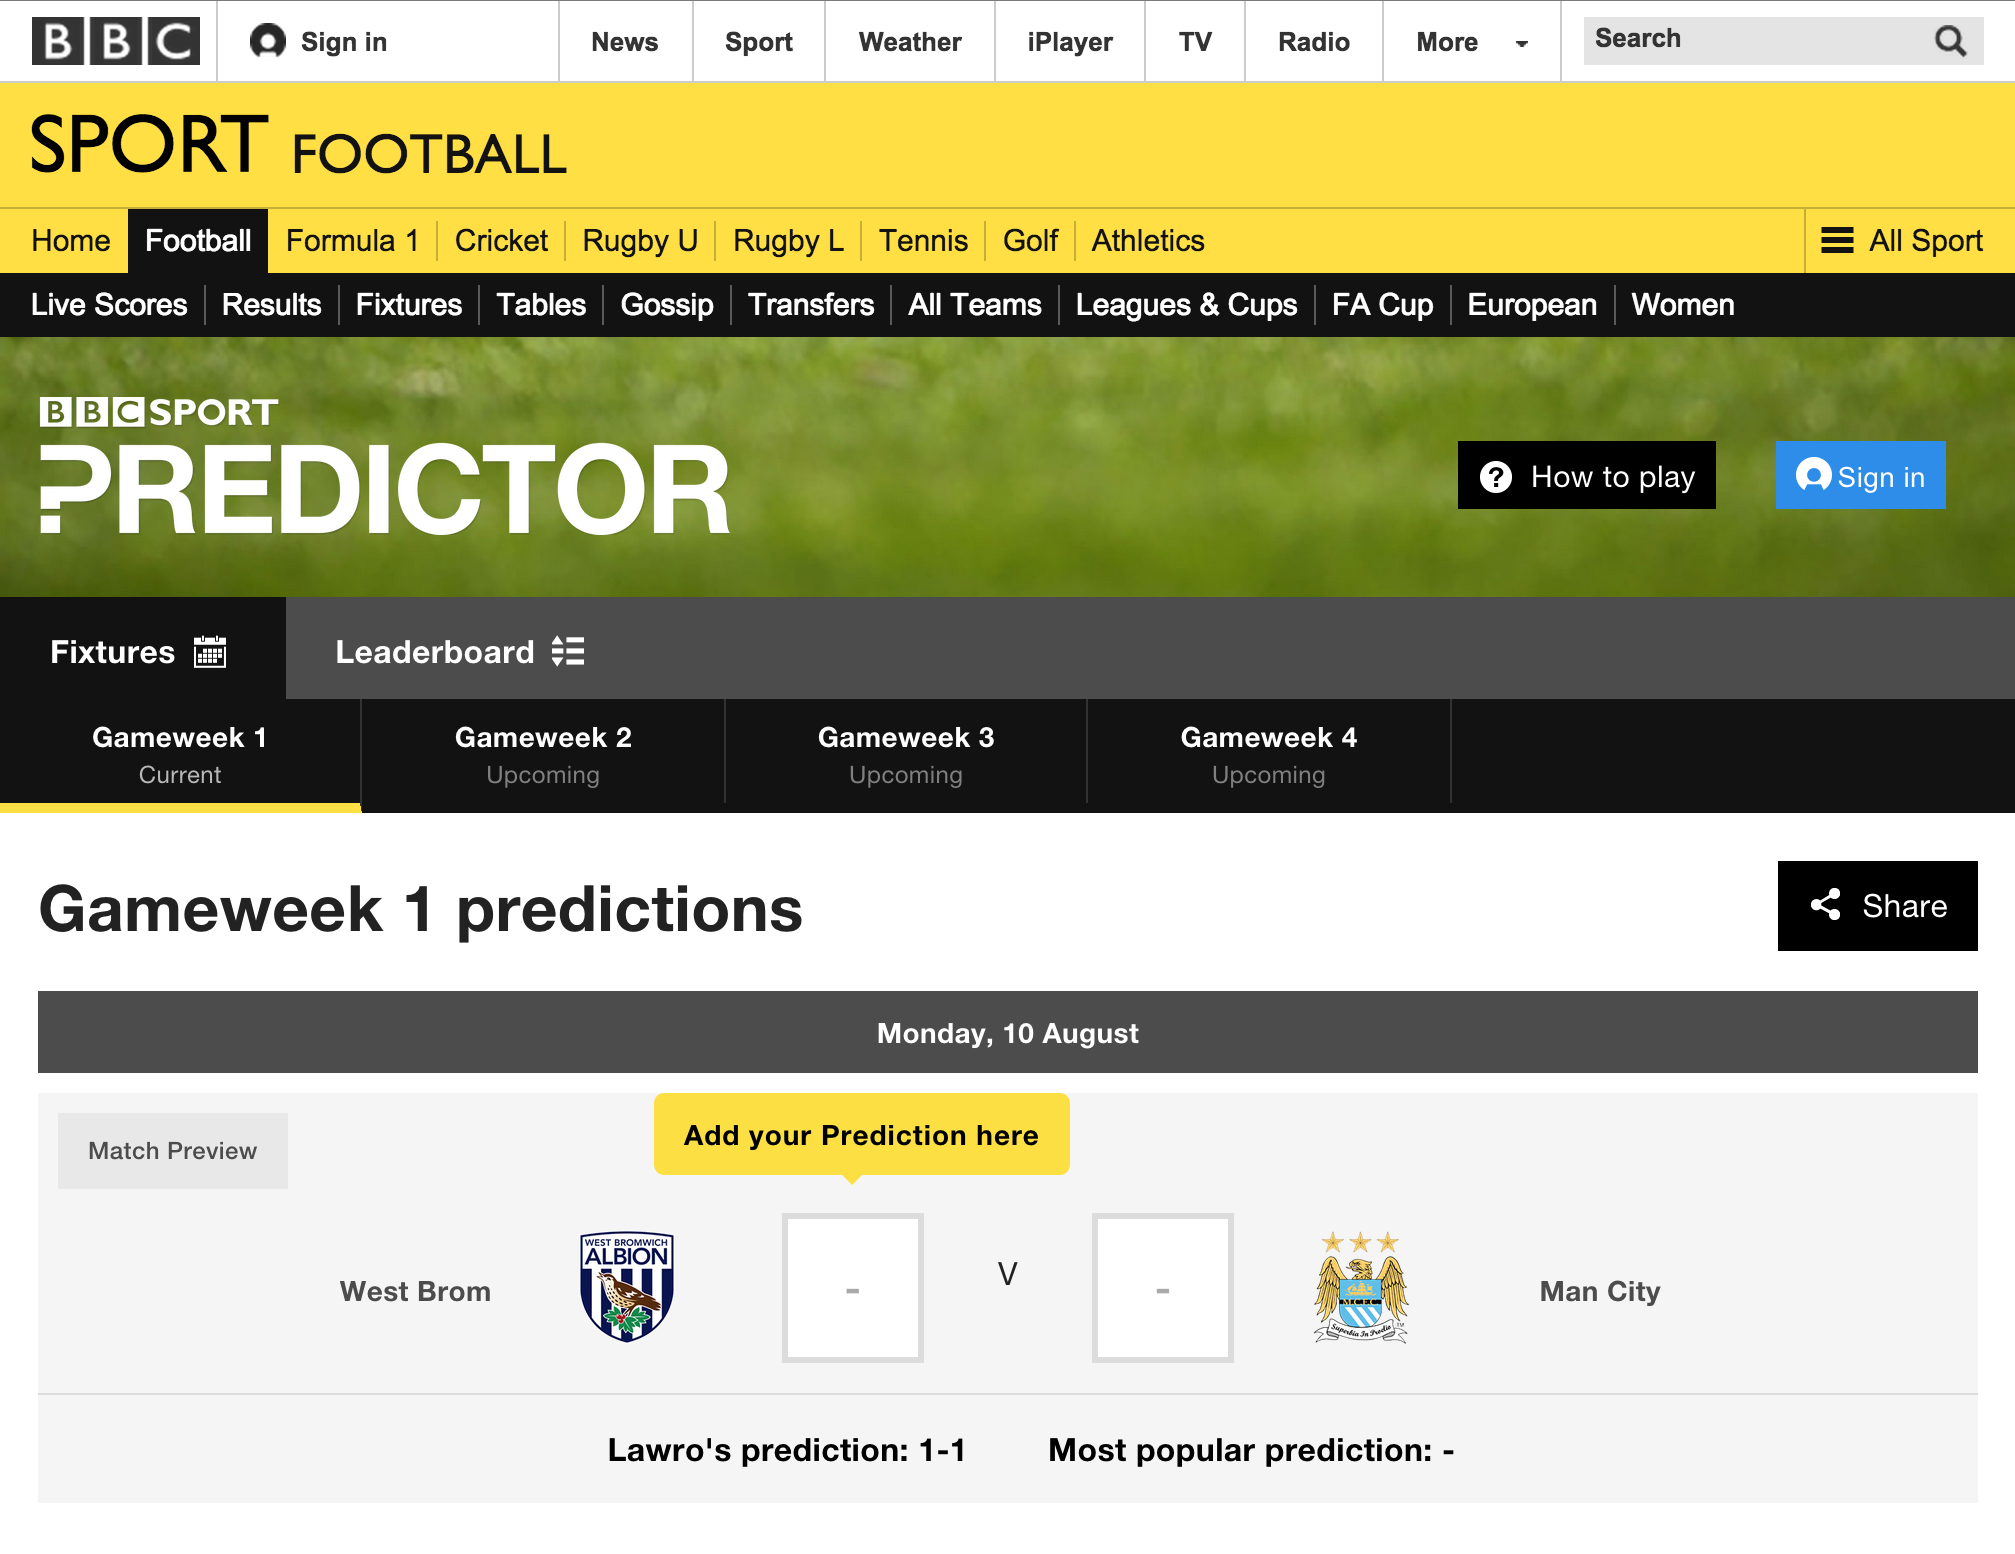 BBC Sign in News Sport Weather iPlayer TV Radio More Search
SPORT FOOTBALL
Home Football Formula 1 Cricket Rugby U Rugby L Tennis Golf Athletics All Sport
Live Scores Results Fixtures Tables Gossip Transfers All Teams Leagues & Cups FA Cup European Women
BBC SPORT
PREDICTOR
? How to play Sign in
Fixtures Leaderboard
Gameweek 1 Gameweek 2 Gameweek 3 Gameweek 4
Current Upcoming Upcoming Upcoming
Gameweek 1 predictions Share
Monday, 10 August
Add your Prediction here
Match Preview
WEST BROMWICH
ALBION
West Brom - V - Man City
M.C.F.C
Superbia In Proelio
TM
Lawro's prediction: 1-1 Most popular prediction: -